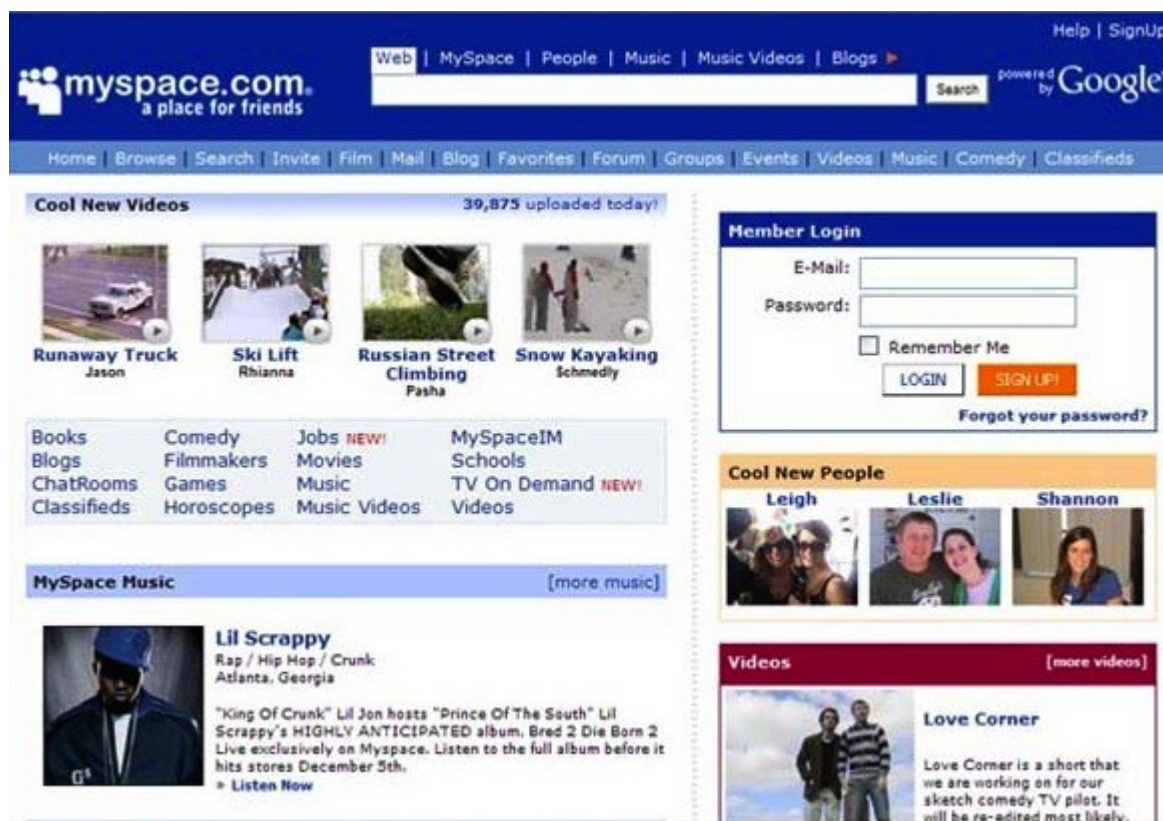 Help | SignUp
Web | MySpace | People | Music | Music Videos | Blogs
myspace.com.
a place for friends
Search
powered by Google
Home | Browse | Search | Invite | Film | Mail | Blog | Favorites | Forum | Groups | Events | Videos | Music | Comedy | Classifieds
Cool New Videos 39,875 uploaded today!
Runaway Truck
Jason
Ski Lift
Rhianna
Russian Street
Climbing
Pasha
Snow Kayaking
Schmedly
Books Comedy Jobs NEW! MySpaceIM
Blogs Filmmakers Movies Schools
ChatRooms Games Music TV On Demand NEW!
Classifieds Horoscopes Music Videos Videos
MySpace Music [more music]
Lil Scrappy
Rap / Hip Hop / Crunk
Atlanta, Georgia
"King Of Crunk" Lil Jon hosts "Prince Of The South" Lil
Scrappy's HIGHLY ANTICIPATED album, Bred 2 Die Born 2
Live exclusively on Myspace. Listen to the full album before it
hits stores December 5th.
» Listen Now
Member Login
E-Mail:
Password:
Remember Me
LOGIN SIGN UP!
Forgot your password?
Cool New People
Leigh Leslie Shannon
Videos [more videos]
Love Corner
Love Corner is a short that
we are working on for our
sketch comedy TV pilot. It
will be re-edited most likely,